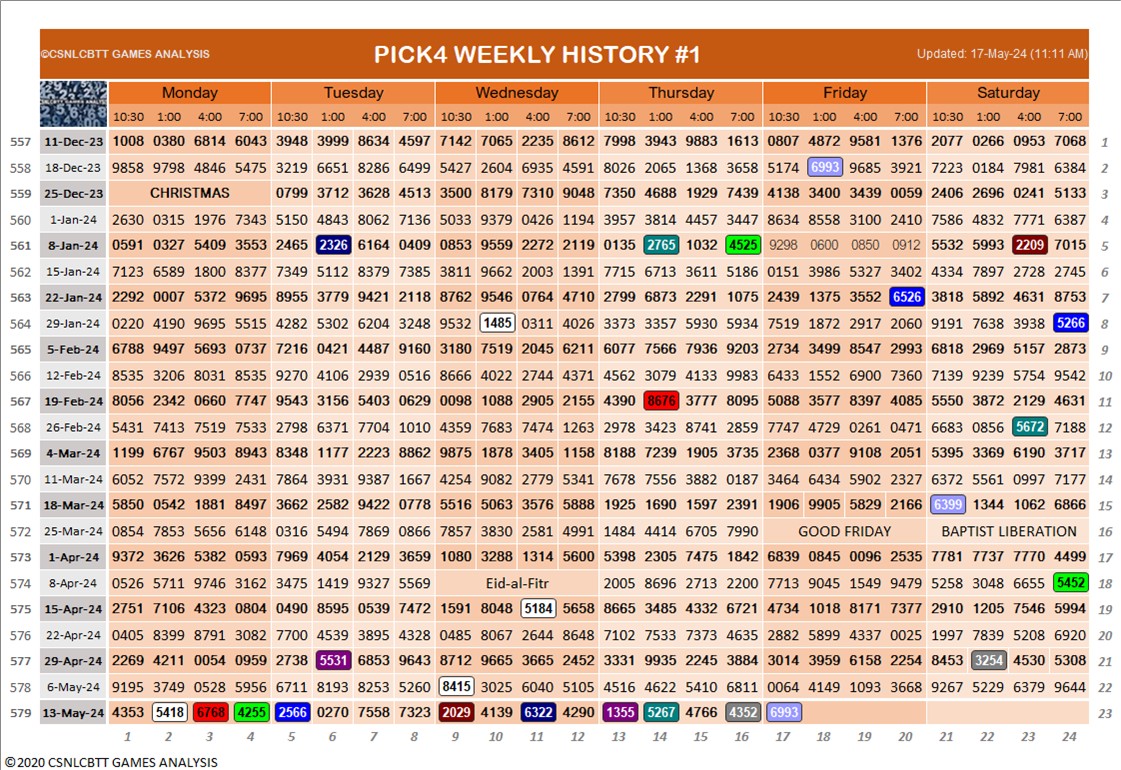 ©CSNLCBTT GAMES ANALYSIS PICK4 WEEKLY HISTORY #1 Updated: 17-May-24 (11:11 AM)
Monday Tuesday Wednesday Thursday Friday Saturday
10:30 1:00 4:00 7:00 10:30 1:00 4:00 7:00 10:30 1:00 4:00 7:00 10:30 1:00 4:00 7:00 10:30 1:00 4:00 7:00 10:30 1:00 4:00 7:00
557 11-Dec-23 1008 0380 6814 6043 3948 3999 8634 4597 7142 7065 2235 8612 7998 3943 9883 1613 0807 4872 9581 1376 2077 0266 0953 7068 1
558 18-Dec-23 9858 9798 4846 5475 3219 6651 8286 6499 5427 2604 6935 4591 8026 2065 1368 3658 5174 6993 9685 3921 7223 0184 7981 6384 2
559 25-Dec-23 CHRISTMAS 0799 3712 3628 4513 3500 8179 7310 9048 7350 4688 1929 7439 4138 3400 3439 0059 2406 2696 0241 5133 3
560 1-Jan-24 2630 0315 1976 7343 5150 4843 8062 7136 5033 9379 0426 1194 3957 3814 4457 3447 8634 8558 3100 2410 7586 4832 7771 6387 4
561 8-Jan-24 0591 0327 5409 3553 2465 2326 6164 0409 0853 9559 2272 2119 0135 2765 1032 4525 9298 0600 0850 0912 5532 5993 2209 7015 5
562 15-Jan-24 7123 6589 1800 8377 7349 5112 8379 7385 3811 9662 2003 1391 7715 6713 3611 5186 0151 3986 5327 3402 4334 7897 2728 2745 6
563 22-Jan-24 2292 0007 5372 9695 8955 3779 9421 2118 8762 9546 0764 4710 2799 6873 2291 1075 2439 1375 3552 6526 3818 5892 4631 8753 7
564 29-Jan-24 0220 4190 9695 5515 4282 5302 6204 3248 9532 1485 0311 4026 3373 3357 5930 5934 7519 1872 2917 2060 9191 7638 3938 5266 8
565 5-Feb-24 6788 9497 5693 0737 7216 0421 4487 9160 3180 7519 2045 6211 6077 7566 7936 9203 2734 3499 8547 2993 6818 2969 5157 2873 9
566 12-Feb-24 8535 3206 8031 8535 9270 4106 2939 0516 8666 4022 2744 4371 4562 3079 4133 9983 6433 1552 6900 7360 7139 9239 5754 9542 10
567 19-Feb-24 8056 2342 0660 7747 9543 3156 5403 0629 0098 1088 2905 2155 4390 8676 3777 8095 5088 3577 8397 4085 5550 3872 2129 4631 11
568 26-Feb-24 5431 7413 7519 7533 2798 6371 7704 1010 4359 7683 7474 1263 2978 3423 8741 2859 7747 4729 0261 0471 6683 0856 5672 7188 12
569 4-Mar-24 1199 6767 9503 8943 8348 1177 2223 8862 9875 1878 3405 1158 8188 7239 1905 3735 2368 0377 9108 2051 5395 3369 6190 3717 13
570 11-Mar-24 6052 7572 9399 2431 7864 3931 9387 1667 4254 9082 2779 5341 7678 7556 3882 0187 3464 6434 5902 2327 6372 5561 0997 7177 14
571 18-Mar-24 5850 0542 1881 8497 3662 2582 9422 0778 5516 5063 3576 5888 1925 1690 1597 2391 1906 9905 5829 2166 6399 1344 1062 6866 15
572 25-Mar-24 0854 7853 5656 6148 0316 5494 7869 0866 7857 3830 2581 4991 1484 4414 6705 7990 GOOD FRIDAY BAPTIST LIBERATION 16
573 1-Apr-24 9372 3626 5382 0593 7969 4054 2129 3659 1080 3288 1314 5600 5398 2305 7475 1842 6839 0845 0096 2535 7781 7737 7770 4499 17
574 8-Apr-24 0526 5711 9746 3162 3475 1419 9327 5569 Eid-al-Fitr 2005 8696 2713 2200 7713 9045 1549 9479 5258 3048 6655 5452 18
575 15-Apr-24 2751 7106 4323 0804 0490 8595 0539 7472 1591 8048 5184 5658 8665 3485 4332 6721 4734 1018 8171 7377 2910 1205 7546 5994 19
576 22-Apr-24 0405 8399 8791 3082 7700 4539 3895 4328 0485 8067 2644 8648 7102 7533 7373 4635 2882 5899 4337 0025 1997 7839 5208 6920 20
577 29-Apr-24 2269 4211 0054 0959 2738 5531 6853 9643 8712 9665 3665 2452 3331 9935 2245 3884 3014 3959 6158 2254 8453 3254 4530 5308 21
578 6-May-24 9195 3749 0528 5956 6711 8193 8253 5260 8415 3025 6040 5105 4516 4622 5410 6811 0064 4149 1093 3668 9267 5229 6379 9644 22
579 13-May-24 4353 5418 6768 4255 2566 0270 7558 7323 2029 4139 6322 4290 1355 5267 4766 4352 6993 23
1 2 3 4 5 6 7 8 9 10 11 12 13 14 15 16 17 18 19 20 21 22 23 24
©2020 CSNLCBTT GAMES ANALYSIS